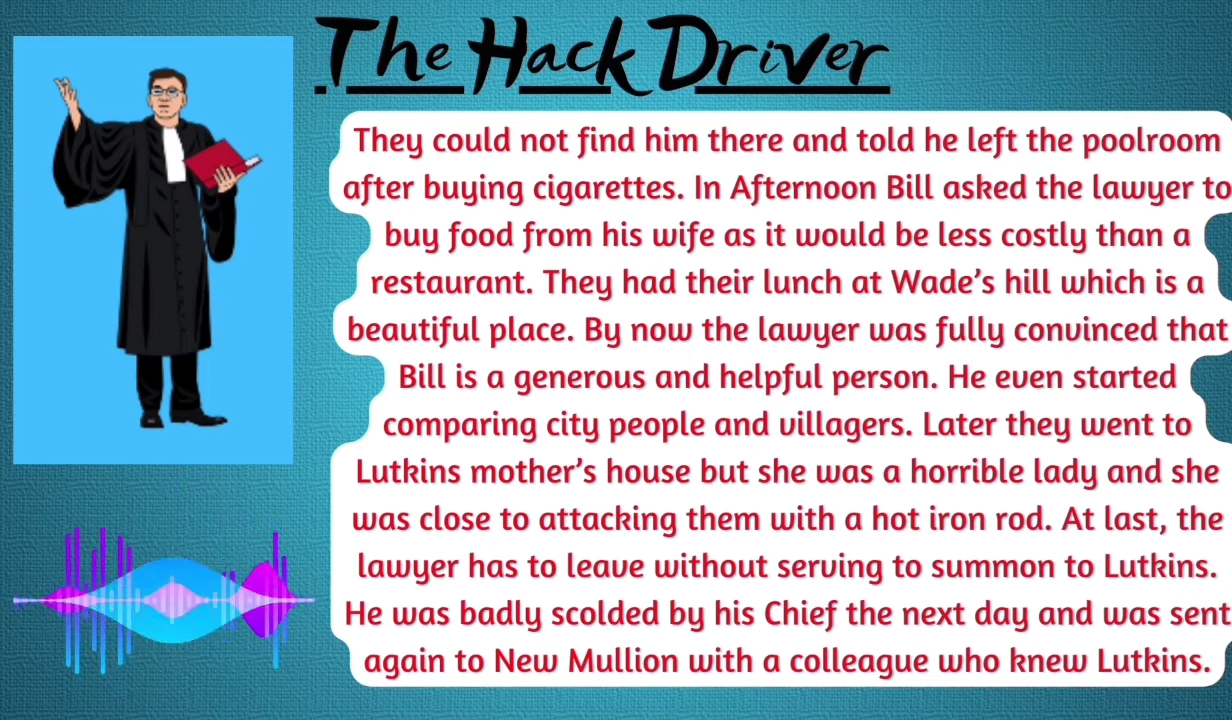 The Hack Driver
They could not find him there and told he left the poolroom
after buying cigarettes. In Afternoon Bill asked the lawyer to
buy food from his wife as it would be less costly than a
restaurant. They had their lunch at Wade's hill which is a
beautiful place. By now the lawyer was fully convinced that
Bill is a generous and helpful person. He even started
comparing city people and villagers. Later they went to
Lutkins mother's house but she was a horrible lady and she
was close to attacking them with a hot iron rod. At last, the
lawyer has to leave without serving to summon to Lutkins.
He was badly scolded by his Chief the next day and was sent
again to New Mullion with a colleague who knew Lutkins.